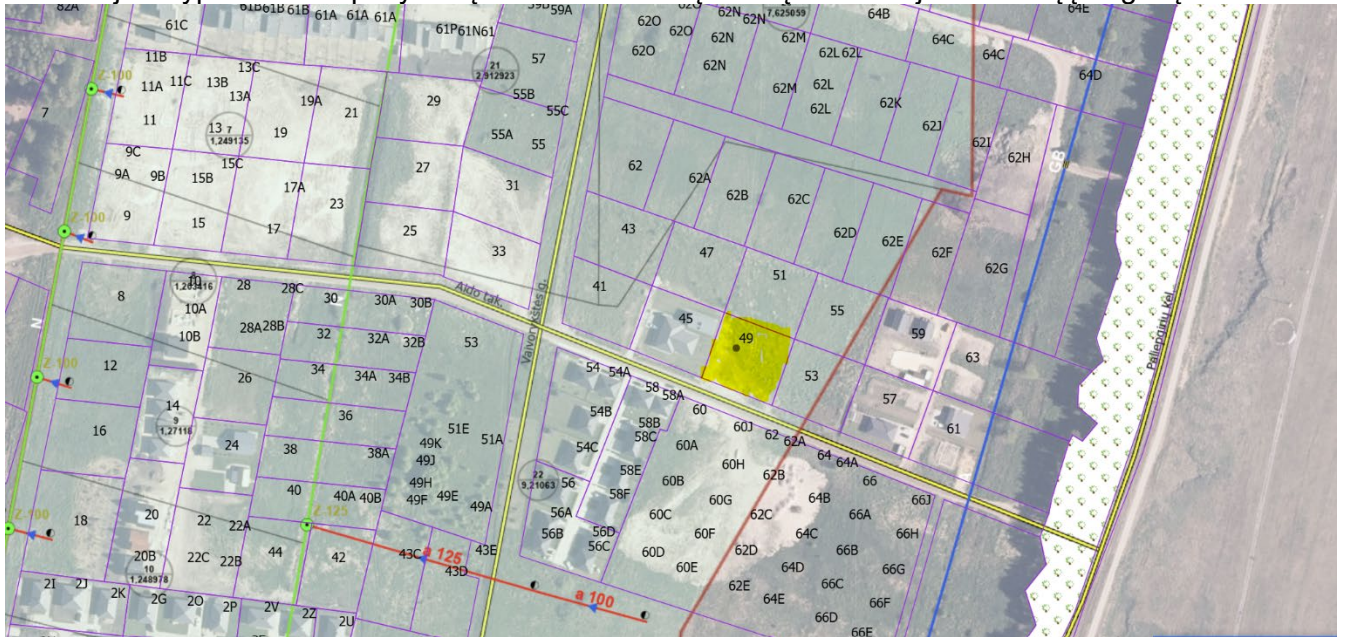 82A
61C
61B
61B
61B
61A
61A
61A
61P
61N
61
59A
62O
62O
62O
62N
62N
62N
62N
7,625059
62M
62M
62L
62L
62L
62L
64B
64C
64C
64E
64D
11B
11A
11C
11
13B
13C
13A
13
7
1,249135
19A
19
21
29
21
2,912923
57
55B
55C
55A
55
62K
62J
62I
62H
GB
7
Z-100
9C
9A
9B
9
15C
15B
15
17A
17
23
27
25
31
33
62
62A
62B
62C
62D
62E
62F
62G
43
47
51
55
41
45
49
53
59
63
57
61
Z-100
8
10
1,283416
10A
10B
28
28C
28A
28B
30
30A
30B
32
32A
32B
34
34A
34B
53
Aido tak.
Vaivorykštės g.
Paliepgirių kel.
N
12
14
9
1,27116
16
26
24
36
38
38A
40
40A
40B
51E
51A
49K
49J
49H
49F
49E
49A
54
54A
54B
54C
58
58A
58B
58C
58E
58F
56
56A
56B
56C
56D
22
9,21063
60
60A
60B
60C
60D
60E
60F
60G
60H
60J
62
62A
62B
62C
62D
62E
64
64A
64B
64C
64D
64E
66
66A
66B
66C
66D
66E
66F
66G
66H
66J
Z-100
Z-100
Z-125
18
20
20B
22
22A
22B
22C
44
42
43C
43D
43E
a 125
a 100
10
1,248978
2I
2J
2K
2G
2O
2P
2V
2Z
2U